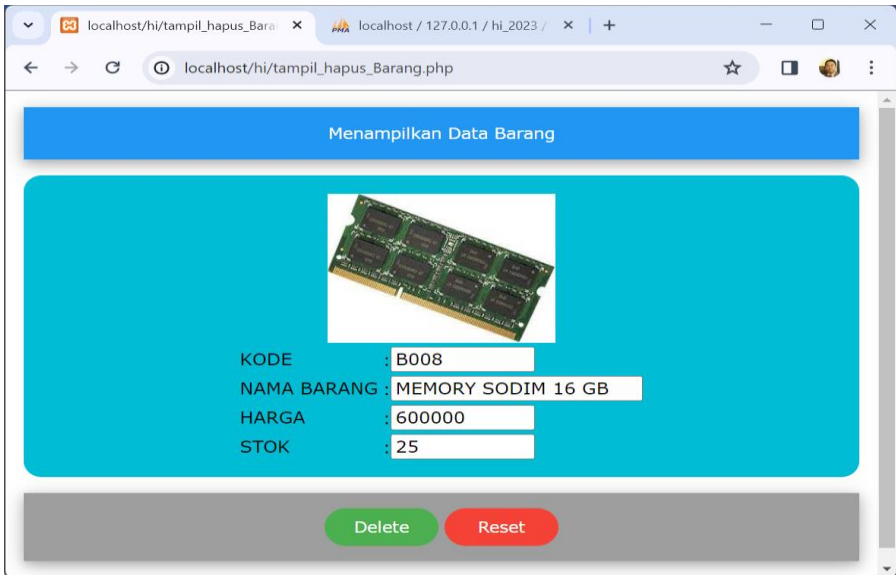 localhost/hi/tampil_hapus_Bara
PMA localhost / 127.0.0.1 / hi_2023 /
localhost/hi/tampil_hapus_Barang.php
Menampilkan Data Barang
KODE : B008
NAMA BARANG : MEMORY SODIM 16 GB
HARGA : 600000
STOK : 25
Delete Reset